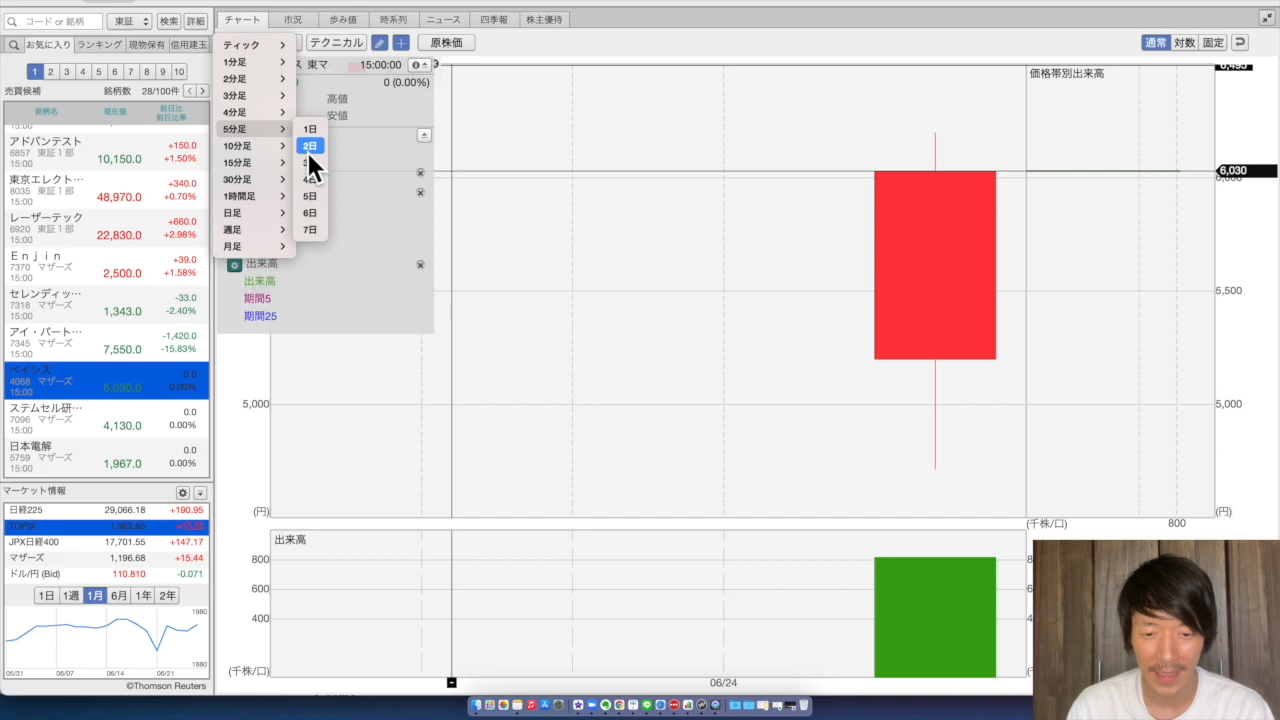 コード or 銘柄
東証
検索
詳細
お気に入り
ランキング
現物保有
信用建玉
1 2 3 4 5 6 7 8 9 10
売買候補
銘柄数
28/100件
銘柄名
現在値
前日比
前日比率
15:00
アドバンテスト
6857 東証１部
15:00
10,150.0
+150.0
+1.50%
東京エレクト…
8035 東証１部
15:00
48,970.0
+340.0
+0.70%
レーザーテック
6920 東証１部
15:00
22,830.0
+660.0
+2.98%
Ｅｎｊｉｎ
7370 マザーズ
15:00
2,500.0
+39.0
+1.58%
セレンディッ…
7318 マザーズ
15:00
1,343.0
-33.0
-2.40%
アイ・パート…
7345 マザーズ
15:00
7,550.0
-1,420.0
-15.83%
ベイシス
4068 マザーズ
15:00
6,030.0
0.0
0.00%
ステムセル研…
7096 マザーズ
15:00
4,130.0
0.0
0.00%
日本電解
5759 マザーズ
15:00
1,967.0
0.0
0.00%
マーケット情報
日経225 29,066.18 +190.95
TOPIX 1,962.65
JPX日経400 17,701.55 +147.17
マザーズ 1,196.68 +15.44
ドル/円 (Bid) 110.810 -0.071
1日 1週 1月 6月 1年 2年
1980
1880
05/31 06/07 06/14 06/21
©Thomson Reuters
チャート
市況
歩み値
時系列
ニュース
四季報
株主優待
テクニカル
原株価
通常
対数
固定
ティック
1分足
2分足
3分足
4分足
5分足
10分足
15分足
30分足
1時間足
日足
週足
月足
1日
2日
5日
6日
7日
ス 東マ
15:00:00
0 (0.00%)
高値
安値
出来高
出来高
期間5
期間25
価格帯別出来高
6,030
5,500
5,000
5,000
(円)
(円)
(千株/口)
800
出来高
800
600
400
(千株/口)
06/24